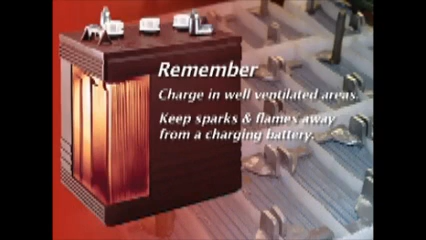 Remember
Charge in well ventilated areas.
Keep sparks & flames away
from a charging battery.